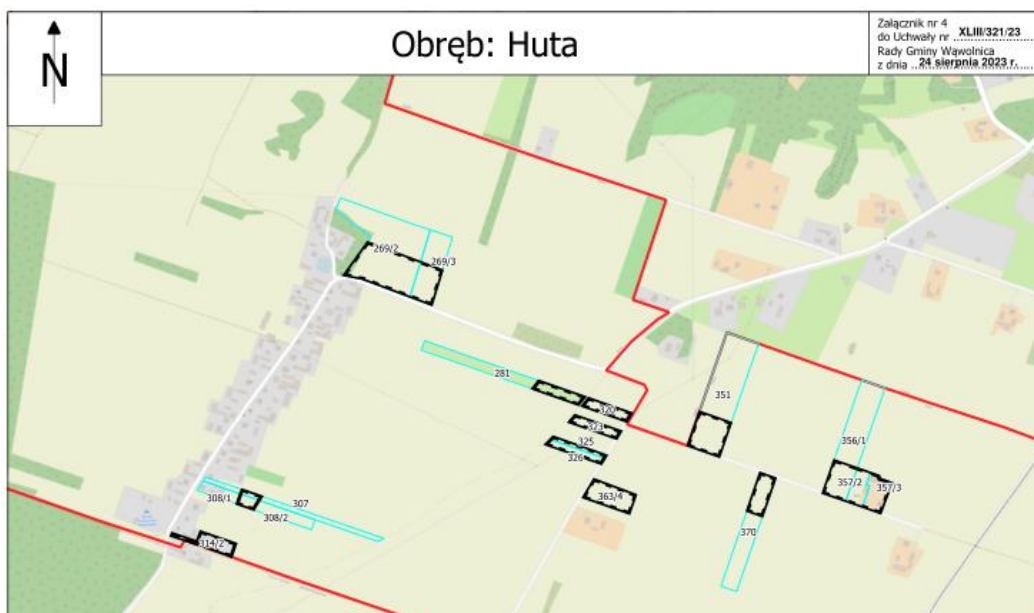 N
Obręb: Huta
Załącznik nr 4
do Uchwały nr XLIII/321/23
Rady Gminy Wąwolnica
z dnia 24 sierpnia 2023 r.
269/2
269/3
281
320
323
325
326
351
356/1
357/2
357/3
363/4
370
308/1
307
308/2
314/2